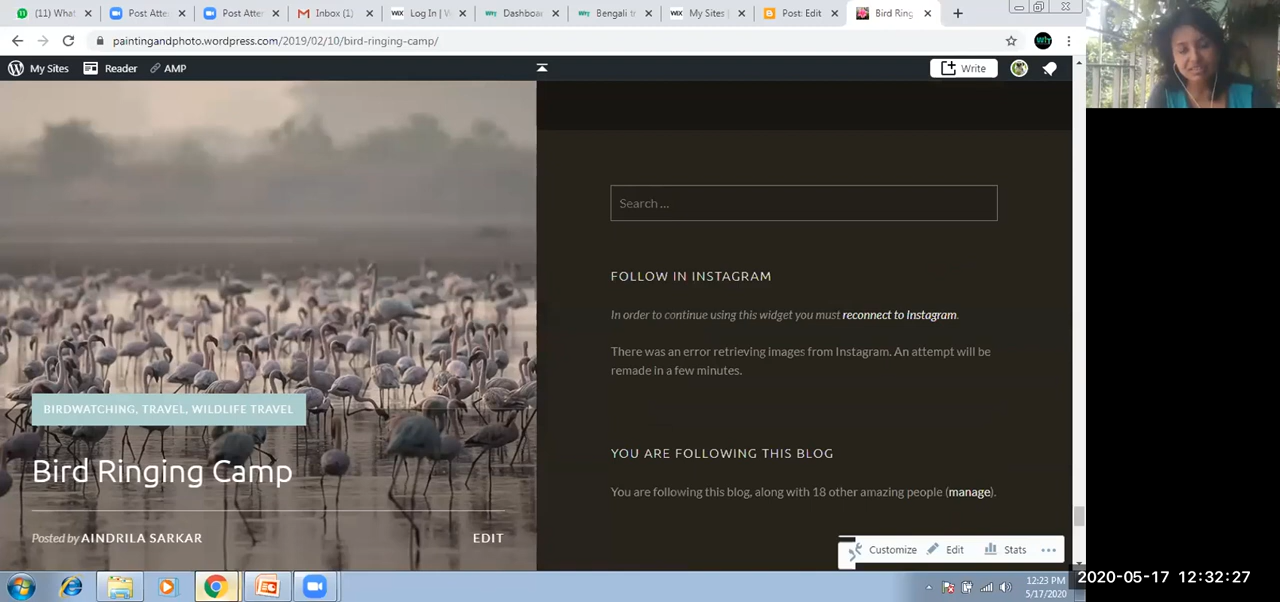 (11) What
Post Atte
Post Atter
Inbox (1)
WIX Log In | W
Why Dashboa
Why Bengali t
WIX My Sites |
Post: Edit
Bird Ring
paintingandphoto.wordpress.com/2019/02/10/bird-ringing-camp/
My Sites Reader AMP Write
Search …
FOLLOW IN INSTAGRAM
In order to continue using this widget you must reconnect to Instagram.
There was an error retrieving images from Instagram. An attempt will be
remade in a few minutes.
BIRDWATCHING, TRAVEL, WILDLIFE TRAVEL
Bird Ringing Camp
Posted by AINDRILA SARKAR EDIT
YOU ARE FOLLOWING THIS BLOG
You are following this blog, along with 18 other amazing people (manage).
Customize Edit Stats
12:23 PM
5/17/2020
2020-05-17 12:32:27